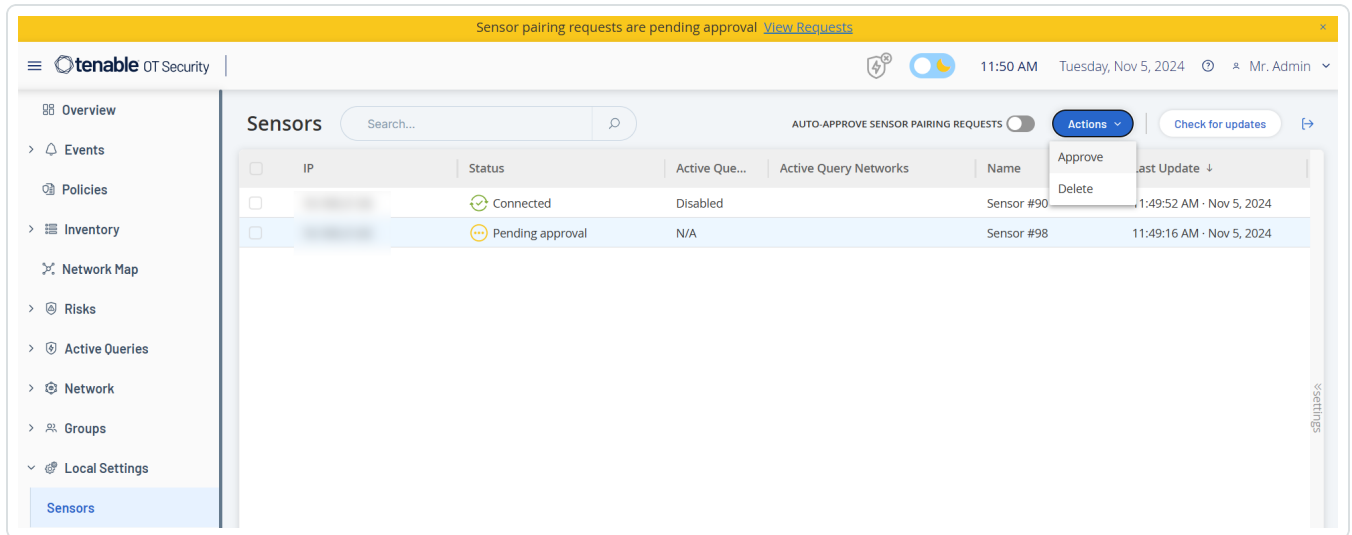 Sensor pairing requests are pending approval View Requests ×
tenable OT Security 11:50 AM Tuesday, Nov 5, 2024 Mr. Admin
Overview
Events
Policies
Inventory
Network Map
Risks
Active Queries
Network
Groups
Local Settings
Sensors
Sensors Search... AUTO-APPROVE SENSOR PAIRING REQUESTS Actions Check for updates
Approve
Delete
IP Status Active Que... Active Query Networks Name Last Update ↓
Connected Disabled Sensor #90 11:49:52 AM · Nov 5, 2024
Pending approval N/A Sensor #98 11:49:16 AM · Nov 5, 2024
settings